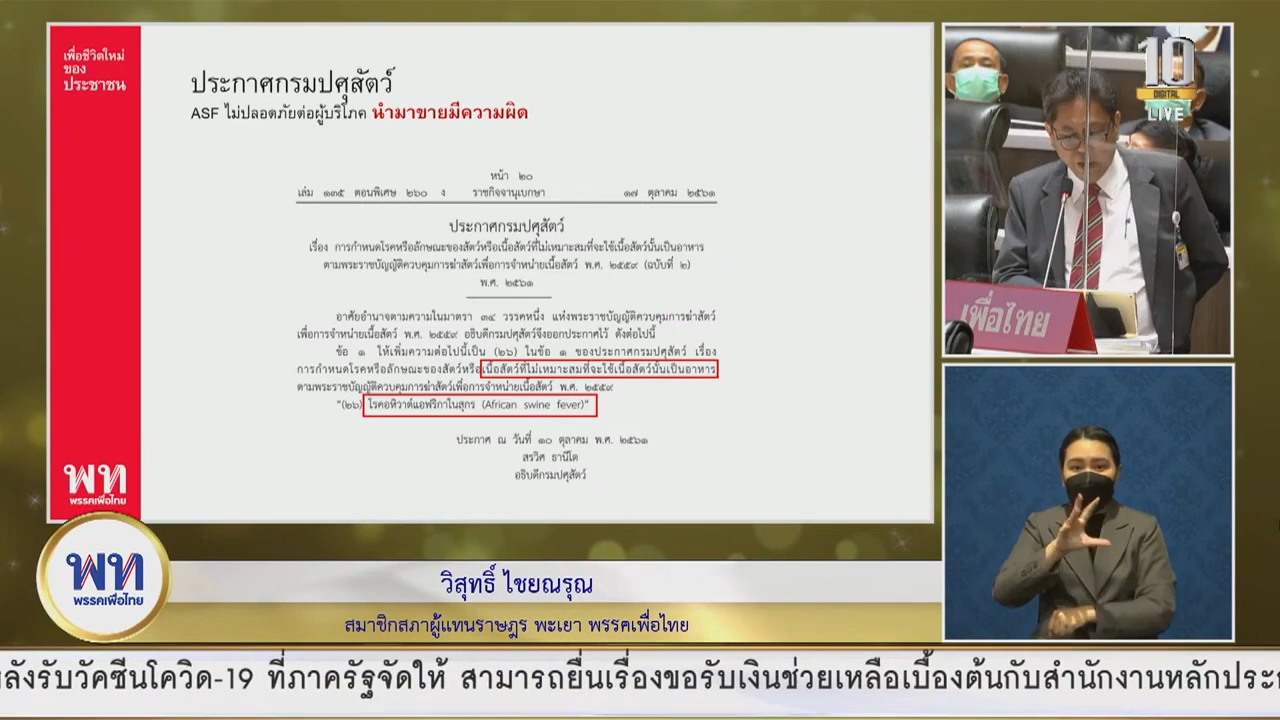 เพื่อชีวิตใหม่
ของ
ประชาชน
ประกาศกรมปศุสัตว์
ASF ไม่ปลอดภัยต่อผู้บริโภค นำมาขายมีความผิด
หน้า ๒๐
เล่ม ๑๓๕ ตอนพิเศษ ๒๖๐ ง ราชกิจจานุเบกษา ๑๗ ตุลาคม ๒๕๖๑
ประกาศกรมปศุสัตว์
เรื่อง การกำหนดโรคหรือลักษณะของสัตว์หรือเนื้อสัตว์ที่ไม่เหมาะสมที่จะใช้เนื้อสัตว์นั้นเป็นอาหาร
ตามพระราชบัญญัติควบคุมการฆ่าสัตว์เพื่อการจำหน่ายเนื้อสัตว์ พ.ศ. ๒๕๕๙ (ฉบับที่ ๒)
พ.ศ. ๒๕๖๑
อาศัยอำนาจตามความในมาตรา ๓๔ วรรคหนึ่ง แห่งพระราชบัญญัติควบคุมการฆ่าสัตว์
เพื่อการจำหน่ายเนื้อสัตว์ พ.ศ. ๒๕๕๙ อธิบดีกรมปศุสัตว์จึงออกประกาศไว้ ดังต่อไปนี้
ข้อ ๑ ให้เพิ่มความต่อไปนี้เป็น (๒๖) ในข้อ ๑ ของประกาศกรมปศุสัตว์ เรื่อง
การกำหนดโรคหรือลักษณะของสัตว์หรือเนื้อสัตว์ที่ไม่เหมาะสมที่จะใช้เนื้อสัตว์นั้นเป็นอาหาร
ตามพระราชบัญญัติควบคุมการฆ่าสัตว์เพื่อการจำหน่ายเนื้อสัตว์ พ.ศ. ๒๕๕๙
"(๒๖) โรคอหิวาต์แอฟริกาในสุกร (African swine fever)"
ประกาศ ณ วันที่ ๑๐ ตุลาคม พ.ศ. ๒๕๖๑
สรวิศ ธานีโต
อธิบดีกรมปศุสัตว์
พท
พรรคเพื่อไทย
10
DIGITAL
LIVE
เพื่อไทย
พท
พรรคเพื่อไทย
วิสุทธิ์ ไชยณรุณ
สมาชิกสภาผู้แทนราษฎร พะเยา พรรคเพื่อไทย
ลังรับวัคซีนโควิด-19 ที่ภาครัฐจัดให้ สามารถยื่นเรื่องขอรับเงินช่วยเหลือเบื้องต้นกับสำนักงานหลักประ